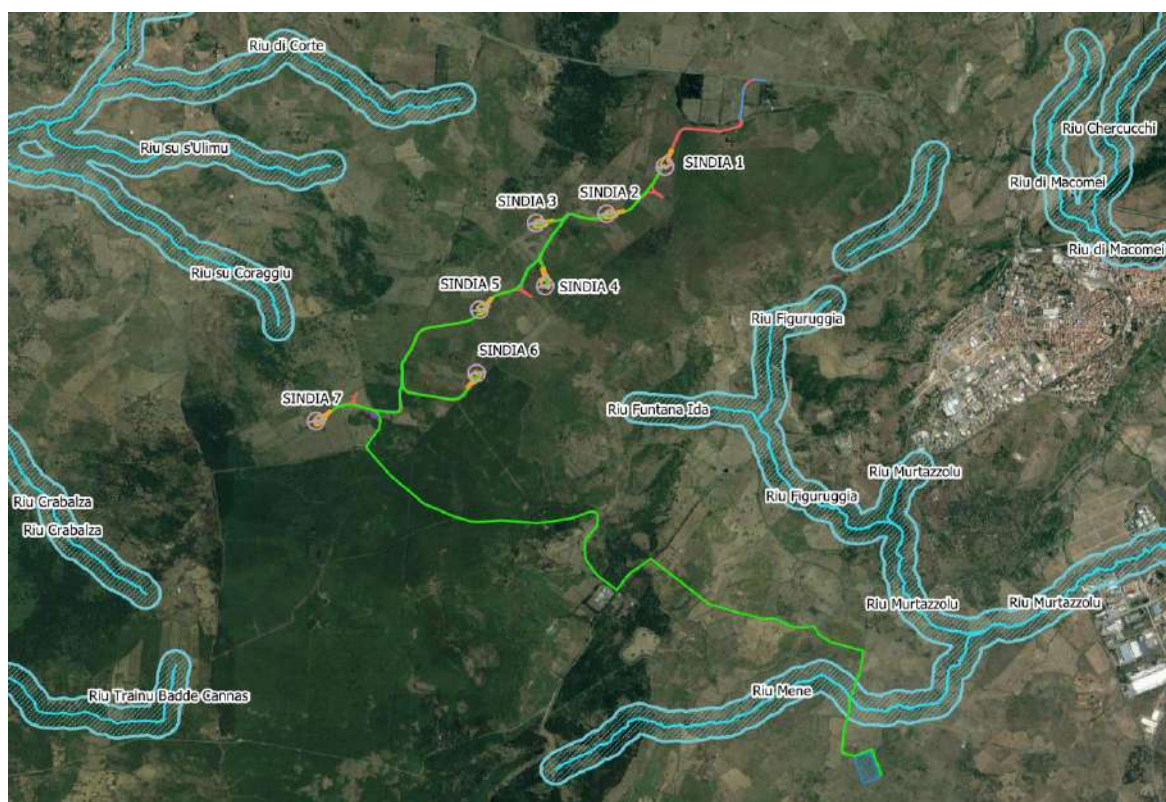 Riu di Corte
Riu Chercucchi
Riu su s'Ulimu
SINDIA 1
Riu di Macomei
SINDIA 2
SINDIA 3
Riu di Macomei
Riu su Coraggiu
SINDIA 5
SINDIA 4
Riu Figuruggia
SINDIA 6
SINDIA 7
Riu Funtana Ida
Riu Murtazzolu
Riu Crabalza
Riu Figuruggia
Riu Crabalza
Riu Murtazzolu
Riu Murtazzolu
Riu Mene
Riu Trainu Badde Cannas